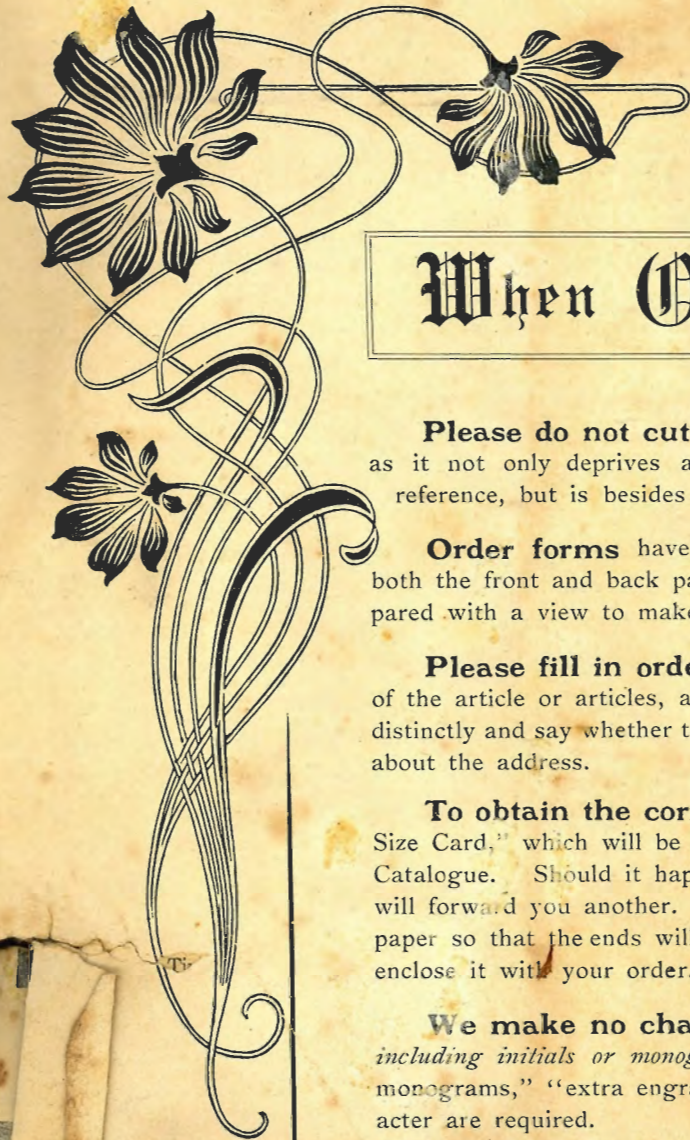 When
Please do not cut
as it not only deprives a
reference, but is besides
Order forms have
both the front and back pa
pared with a view to make
Please fill in orde
of the article or articles, a
distinctly and say whether t
about the address.
To obtain the cor
Size Card," which will be
Catalogue. Should it hap
will forward you another.
paper so that the ends wil
enclose it with your order.
We make no cha
including initials or monog
monograms," "extra engra
acter are required.